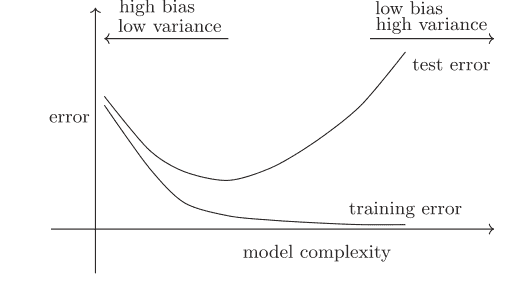 high bias
low variance
low bias
high variance
test error
error
training error
model complexity